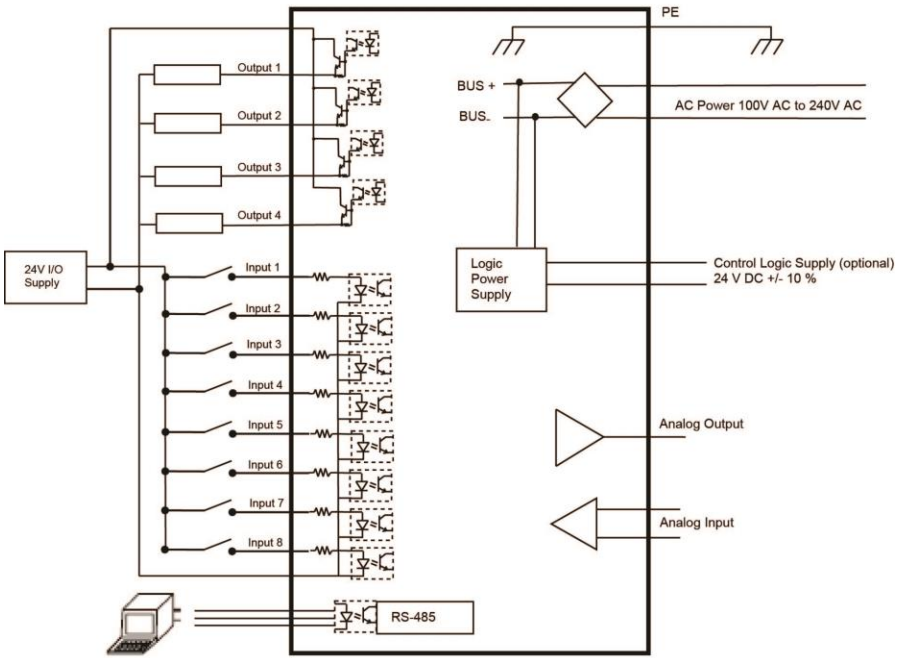 PE
Output 1
Output 2
Output 3
Output 4
BUS +
BUS-
AC Power 100V AC to 240V AC
24V I/O
Supply
Input 1
Input 2
Input 3
Input 4
Input 5
Input 6
Input 7
Input 8
Logic
Power
Supply
Control Logic Supply (optional)
24 V DC +/- 10 %
Analog Output
Analog Input
RS-485